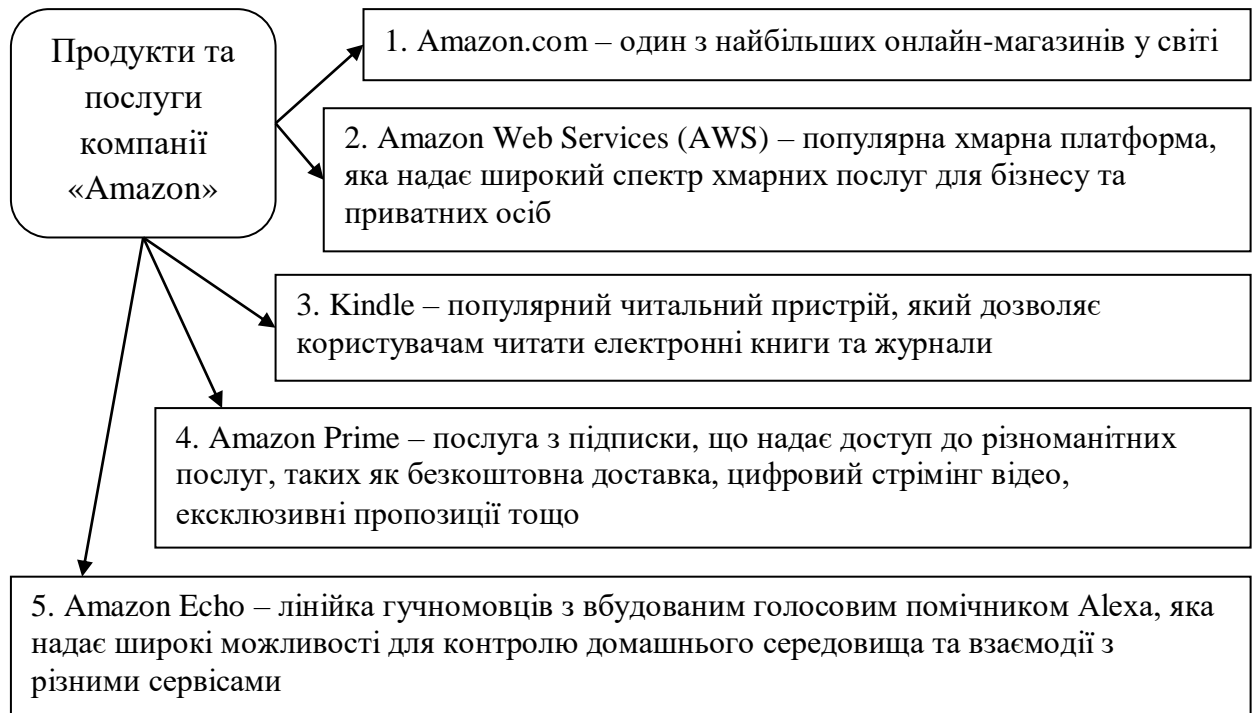 Продукти та
послуги
компанії
«Amazon»
1. Amazon.com – один з найбільших онлайн-магазинів у світі
2. Amazon Web Services (AWS) – популярна хмарна платформа,
яка надає широкий спектр хмарних послуг для бізнесу та
приватних осіб
3. Kindle – популярний читальний пристрій, який дозволяє
користувачам читати електронні книги та журнали
4. Amazon Prime – послуга з підписки, що надає доступ до різноманітних
послуг, таких як безкоштовна доставка, цифровий стрімінг відео,
ексклюзивні пропозиції тощо
5. Amazon Echo – лінійка гучномовців з вбудованим голосовим помічником Alexa, яка
надає широкі можливості для контролю домашнього середовища та взаємодії з
різними сервісами